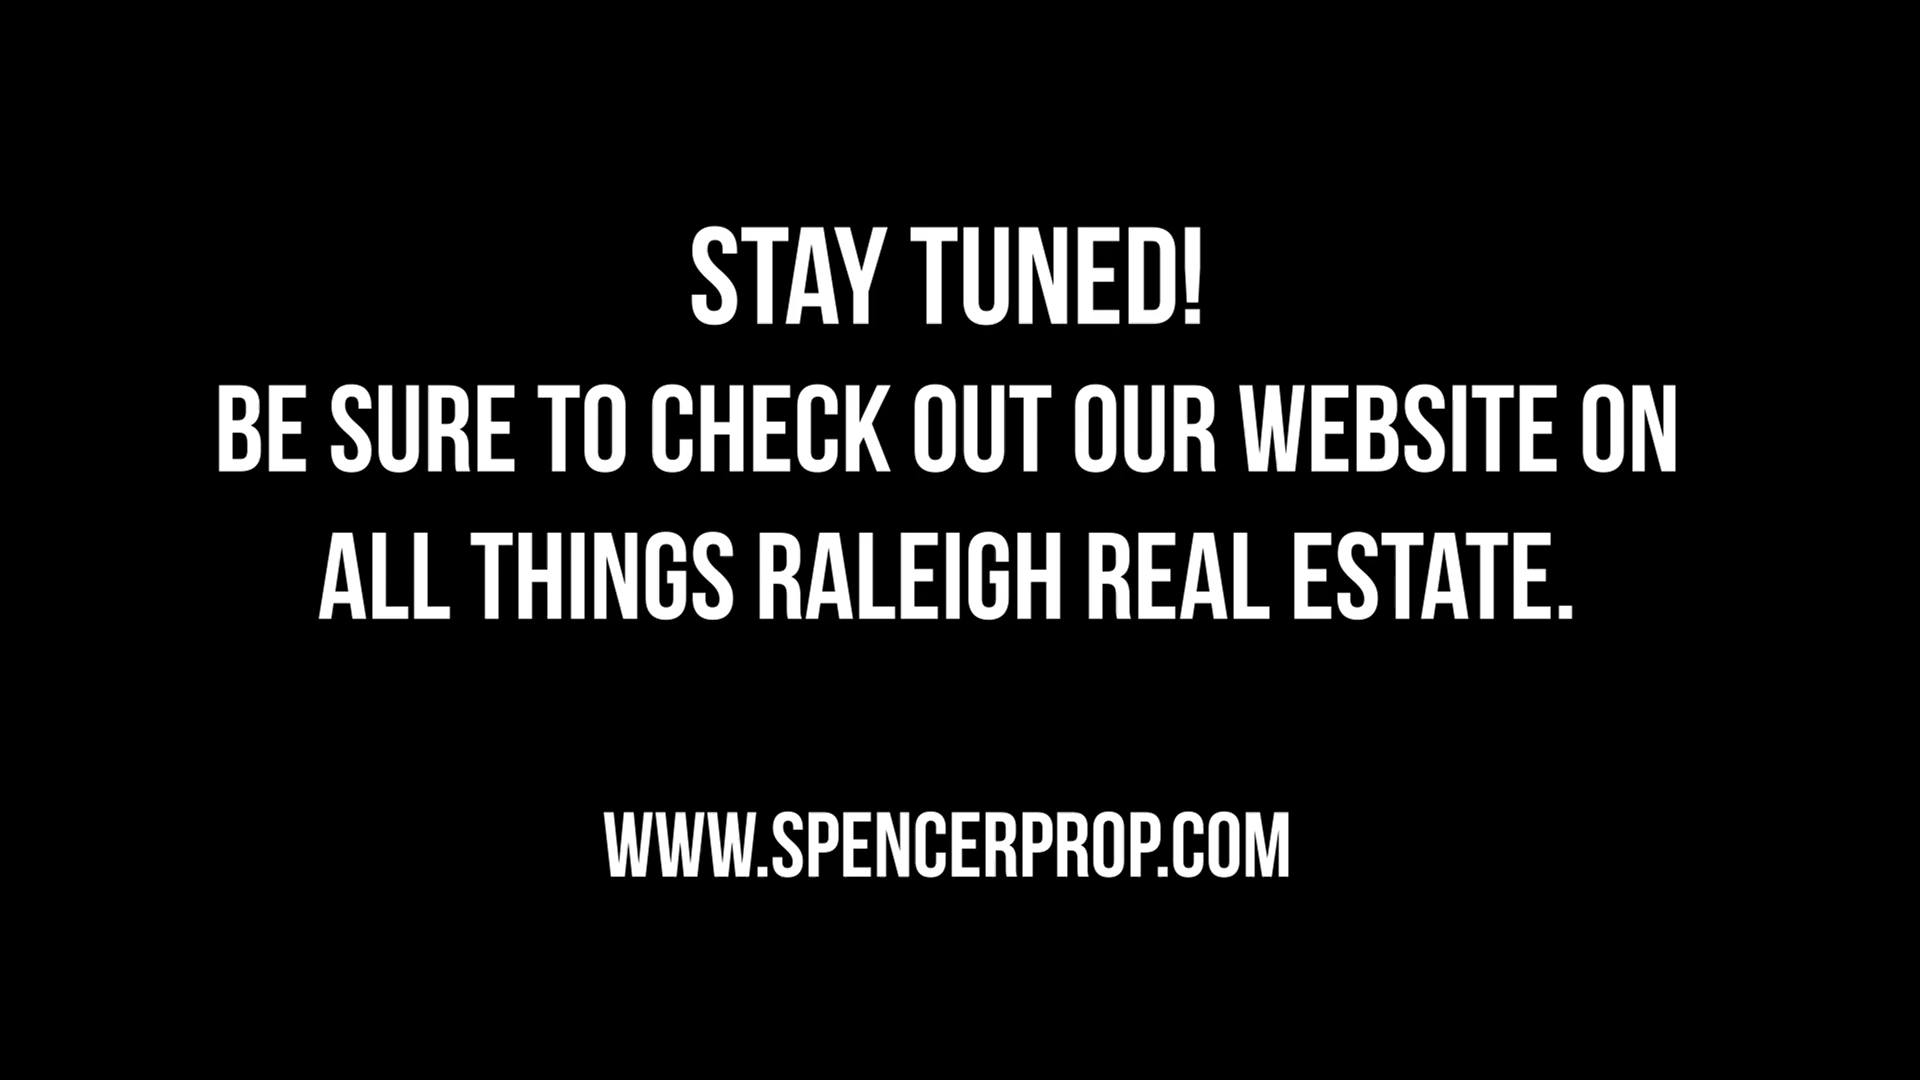 STAY TUNED!
BE SURE TO CHECK OUT OUR WEBSITE ON
ALL THINGS RALEIGH REAL ESTATE.
WWW.SPENCERPROP.COM